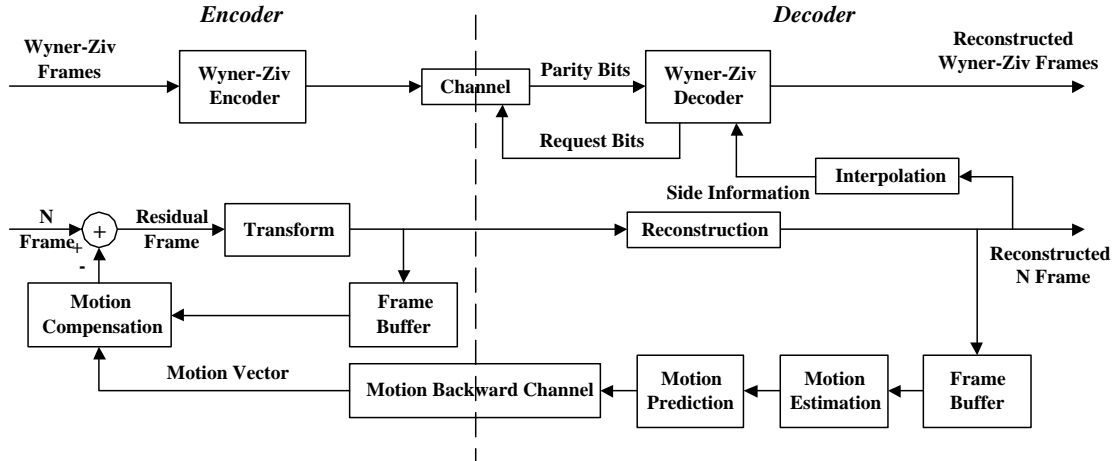 Encoder
Decoder
Wyner-Ziv
Frames
Wyner-Ziv
Encoder
Channel
Parity Bits
Wyner-Ziv
Decoder
Reconstructed
Wyner-Ziv Frames
Request Bits
Side Information
Interpolation
N
Frame
+
-
+
Residual
Frame
Transform
Reconstruction
Reconstructed
N Frame
Motion
Compensation
Frame
Buffer
Motion Vector
Motion Backward Channel
Motion
Prediction
Motion
Estimation
Frame
Buffer